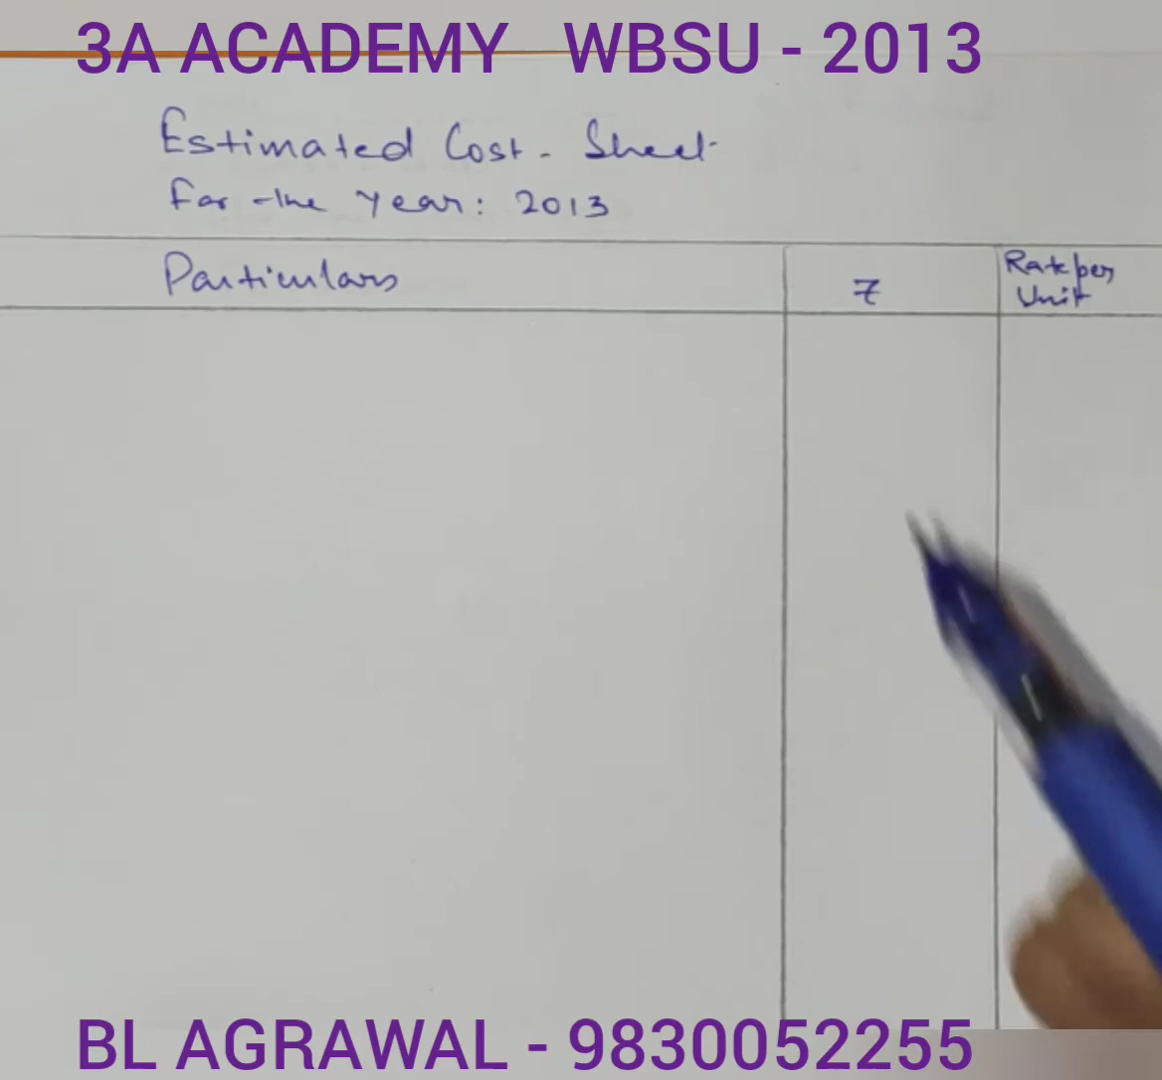 3A ACADEMY WBSU - 2013
Estimated Cost - Sheet
For the Year: 2013
Particulars ₹ Rate per Unit
BL AGRAWAL - 9830052255